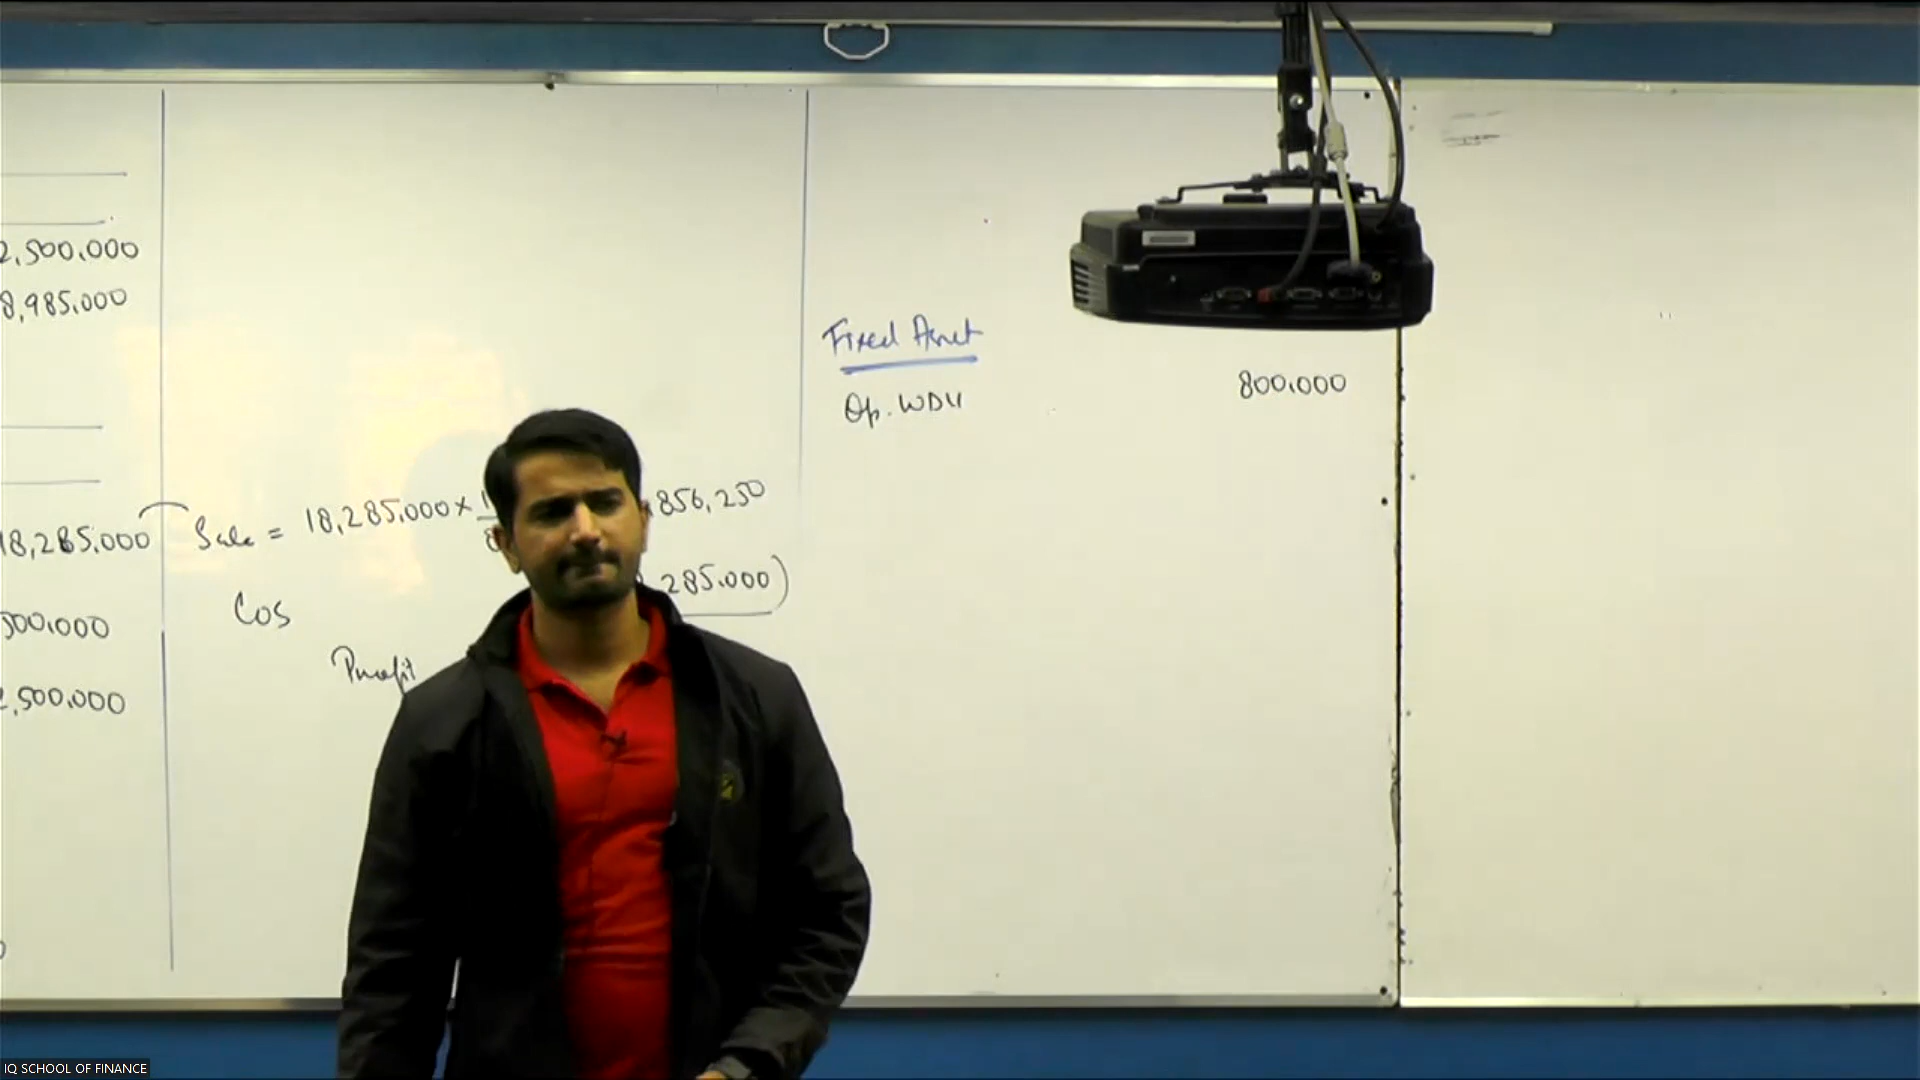 2,500,000
8,985,000
18,285,000
500,000
2,500,000
Sale = 18,285,000 × 856,250
COS 285,000)
Profit
Fixed Asset
Op. WDV 800,000
IQ SCHOOL OF FINANCE